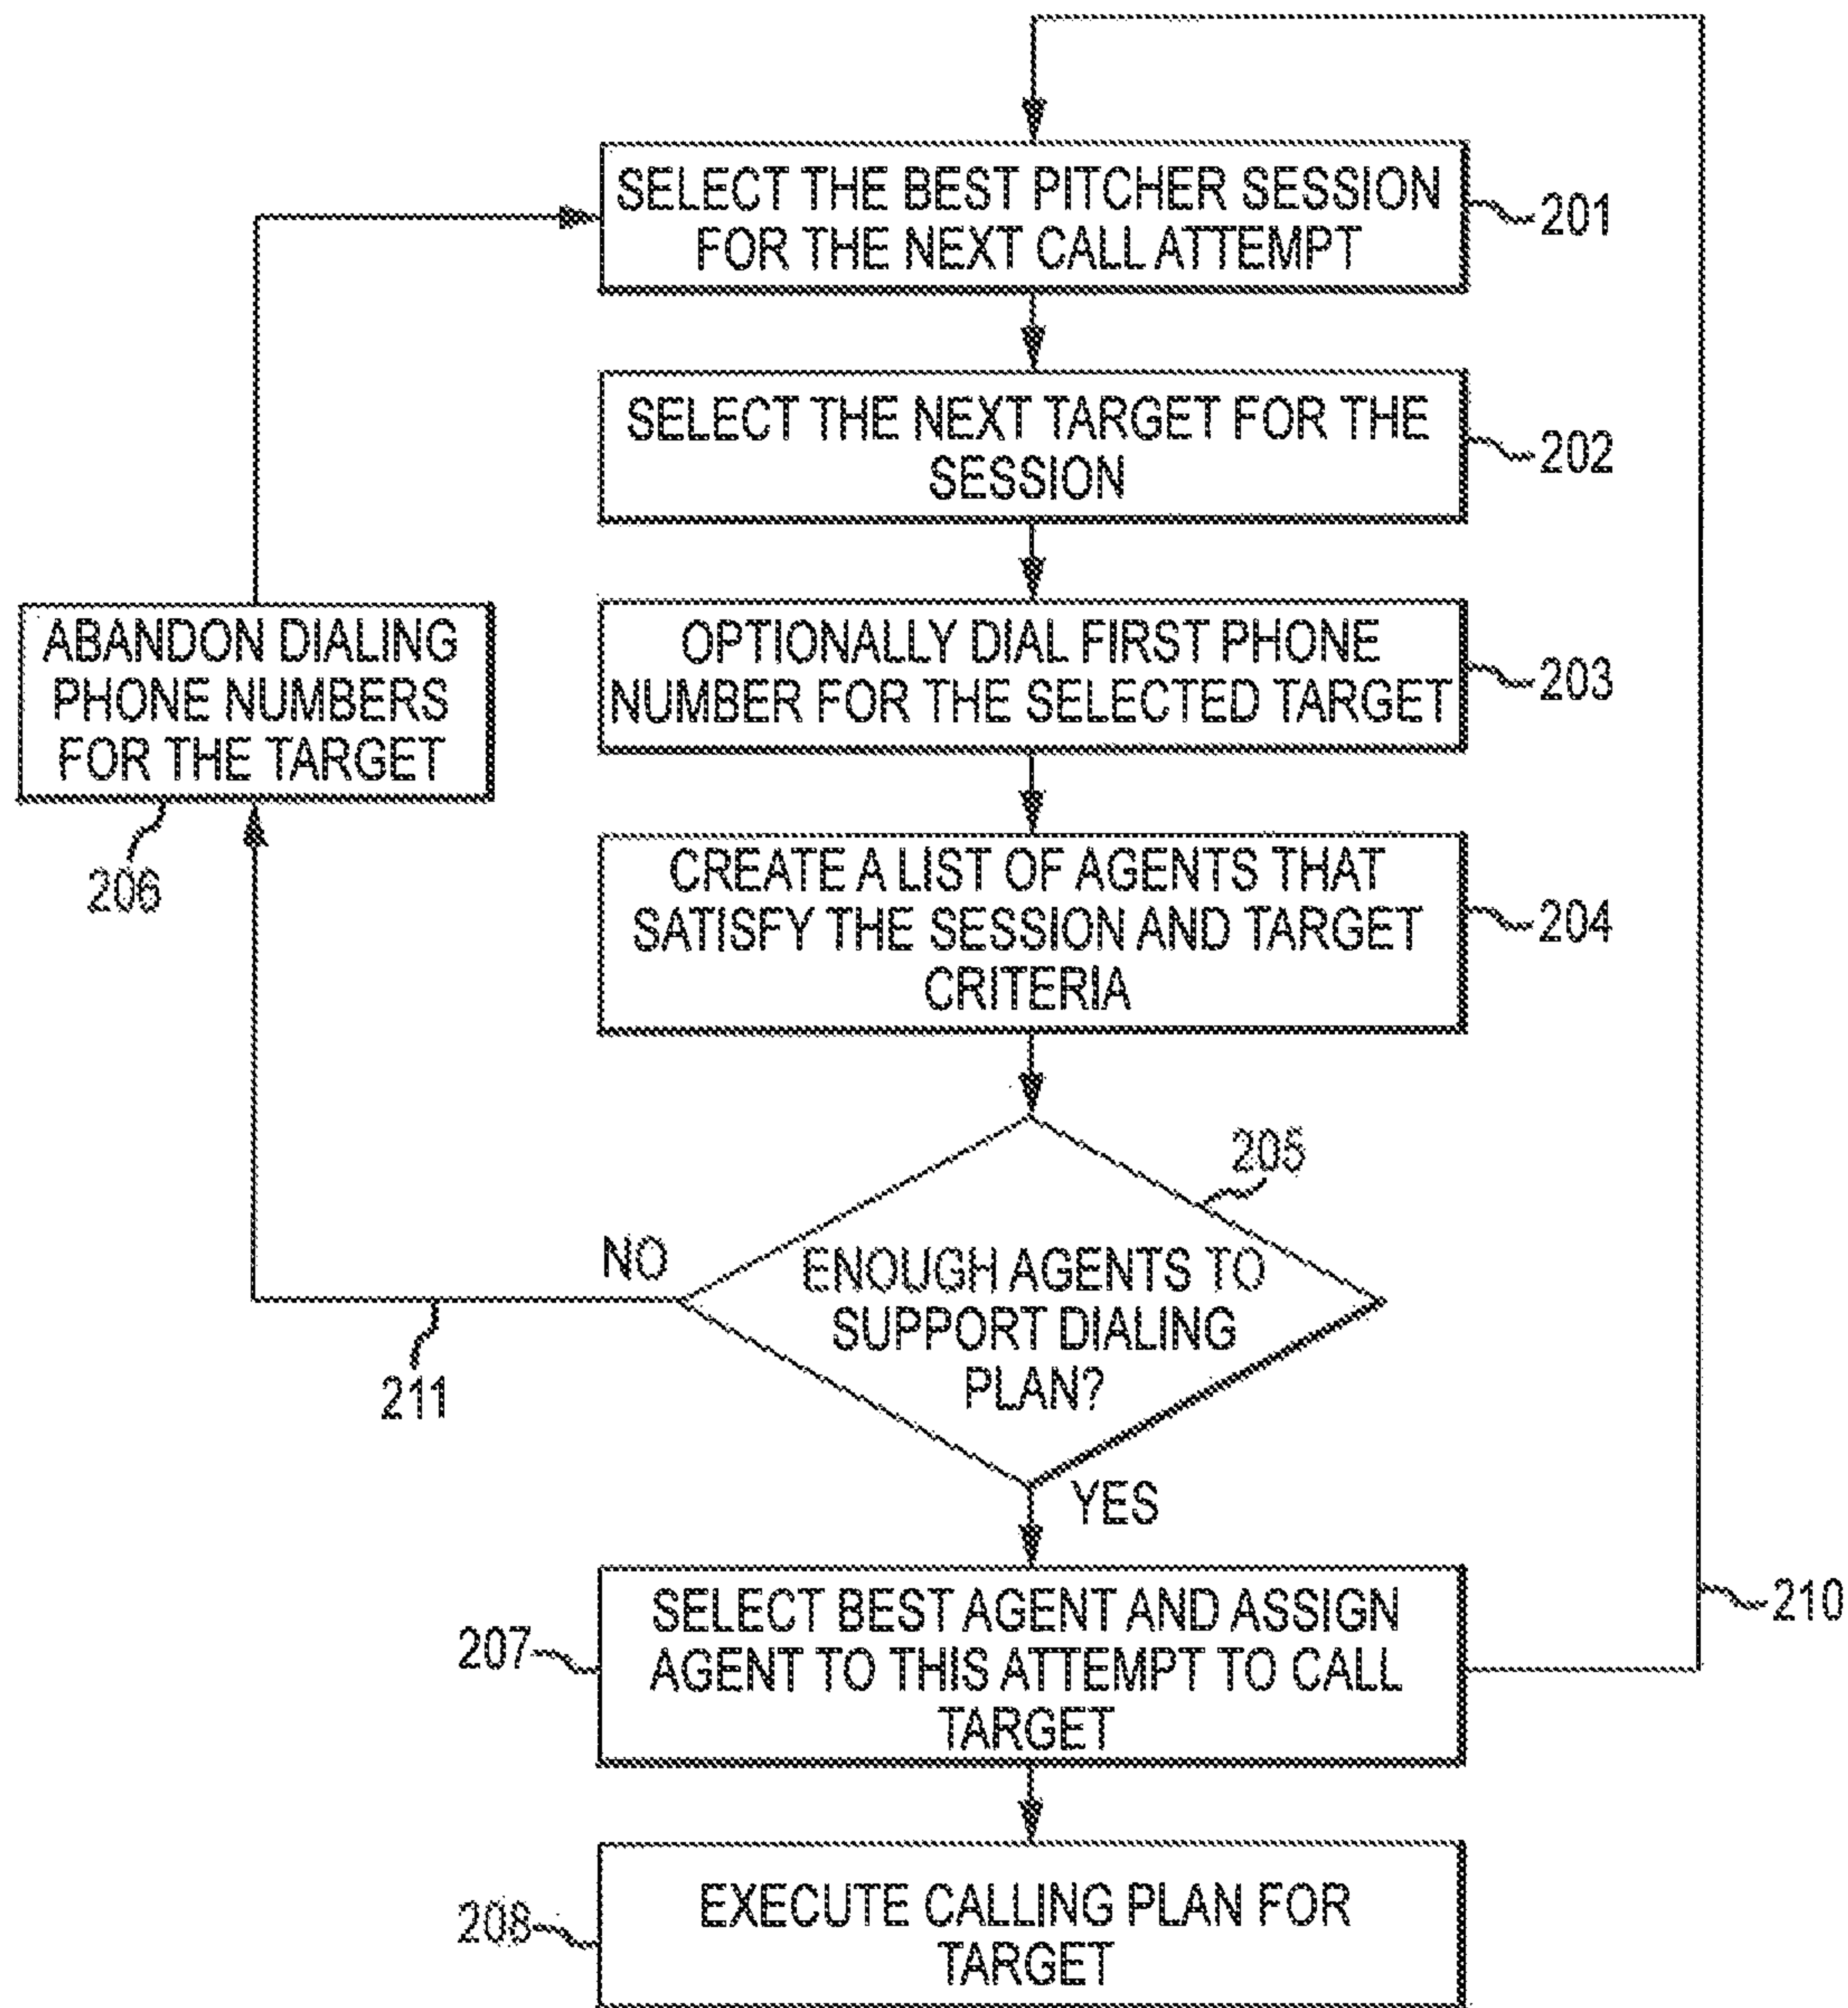 SELECT THE BEST PITCHER SESSION
FOR THE NEXT CALL ATTEMPT
201
SELECT THE NEXT TARGET FOR THE
SESSION
202
OPTIONALLY DIAL FIRST PHONE
NUMBER FOR THE SELECTED TARGET
203
ABANDON DIALING
PHONE NUMBERS
FOR THE TARGET
206
CREATE A LIST OF AGENTS THAT
SATISFY THE SESSION AND TARGET
CRITERIA
204
205
NO
ENOUGH AGENTS TO
SUPPORT DIALING
PLAN?
211
YES
207
SELECT BEST AGENT AND ASSIGN
AGENT TO THIS ATTEMPT TO CALL
TARGET
210
208
EXECUTE CALLING PLAN FOR
TARGET